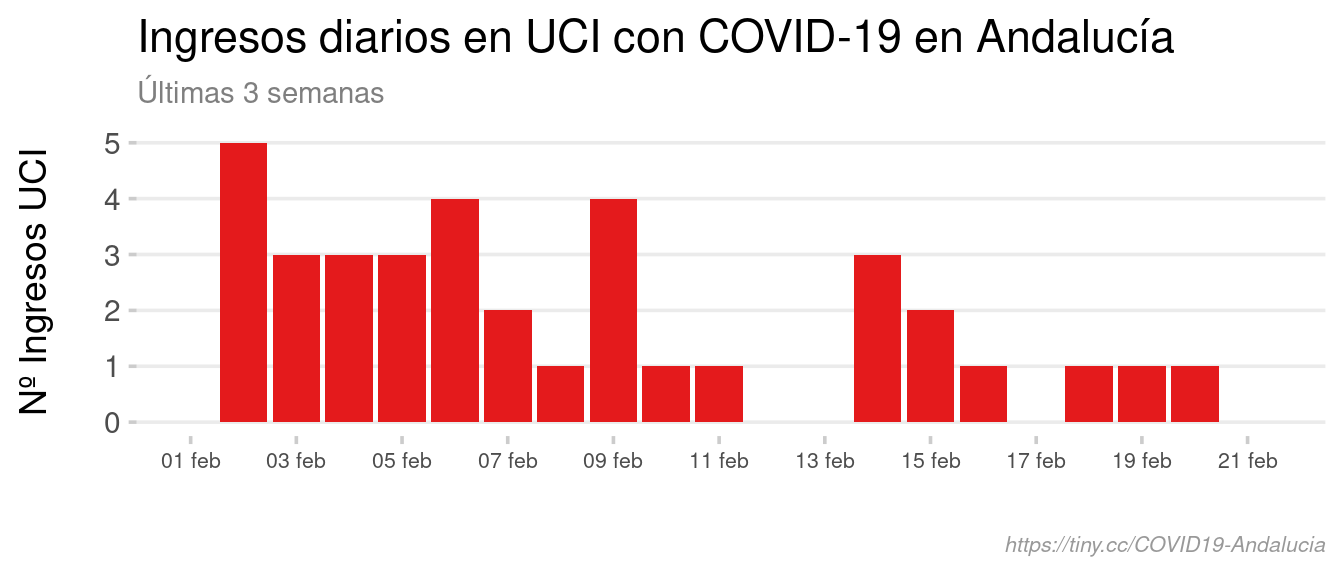 Ingresos diarios en UCI con COVID-19 en Andalucía
Últimas 3 semanas
Nº Ingresos UCI
5
4
3
2
1
0
01 feb 03 feb 05 feb 07 feb 09 feb 11 feb 13 feb 15 feb 17 feb 19 feb 21 feb
https://tiny.cc/COVID19-Andalucia